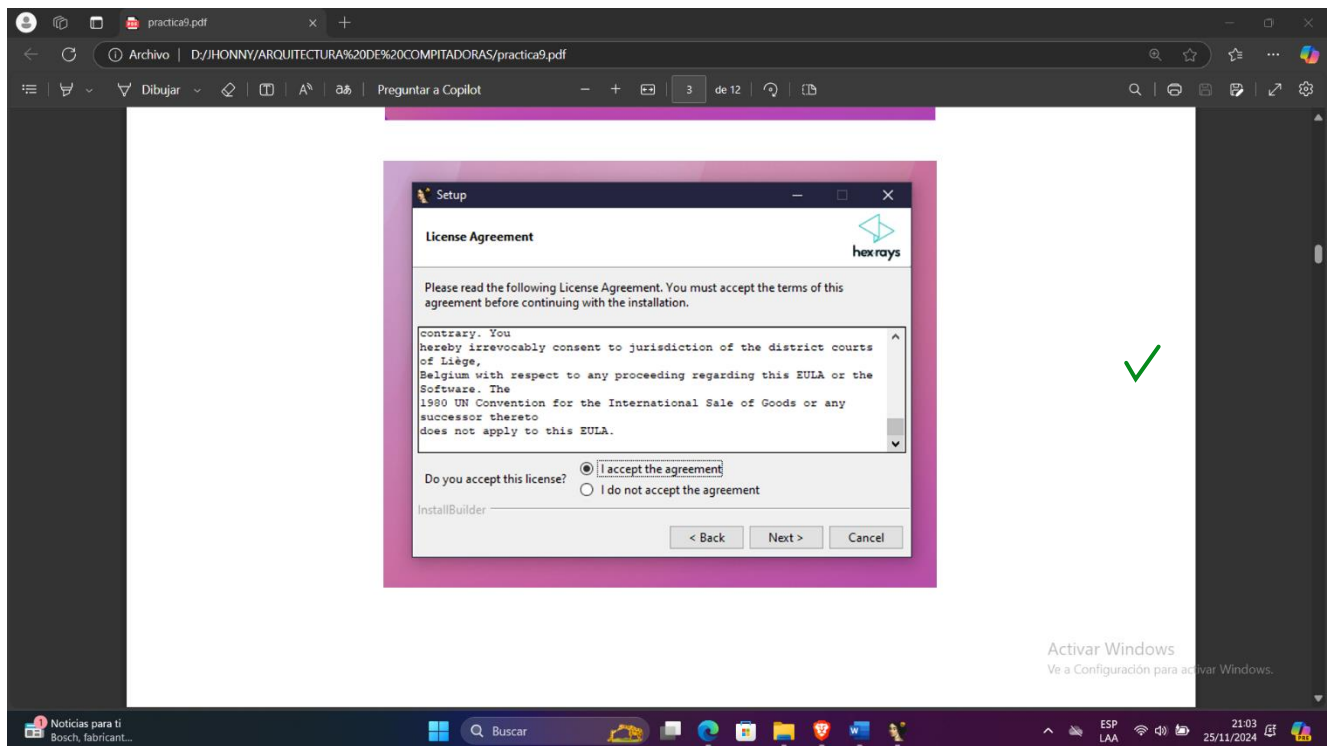 practica9.pdf
Archivo | D:/JHONNY/ARQUITECTURA%20DE%20COMPITADORAS/practica9.pdf
Dibujar
Preguntar a Copilot
3 de 12
Setup
License Agreement
hex rays
Please read the following License Agreement. You must accept the terms of this
agreement before continuing with the installation.
contrary. You
hereby irrevocably consent to jurisdiction of the district courts
of Liège,
Belgium with respect to any proceeding regarding this EULA or the
Software. The
1980 UN Convention for the International Sale of Goods or any
successor thereto
does not apply to this EULA.
Do you accept this license?
I accept the agreement
I do not accept the agreement
InstallBuilder
< Back
Next >
Cancel
Activar Windows
Ve a Configuración para activar Windows.
1
Noticias para ti
Bosch, fabricant...
Buscar
ESP
LAA
21:03
25/11/2024